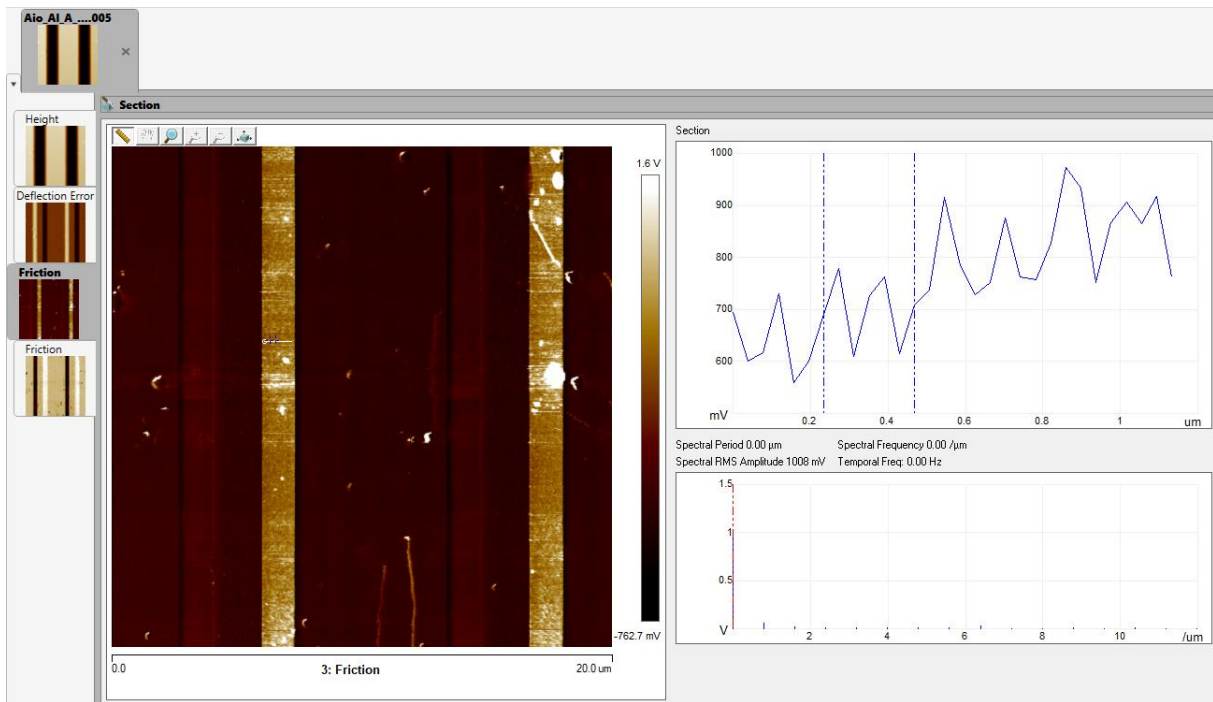 Aio_Al_A_....005
Section
Height
Deflection Error
Friction
Friction
1.6 V
-762.7 mV
0.0
3: Friction
20.0 um
Section
1000
900
800
700
600
mV
0.2
0.4
0.6
0.8
1
um
Spectral Period 0.00 µm
Spectral Frequency 0.00 /µm
Spectral RMS Amplitude 1008 mV
Temporal Freq: 0.00 Hz
1.5
1
0.5
V
2
4
6
8
10
/um